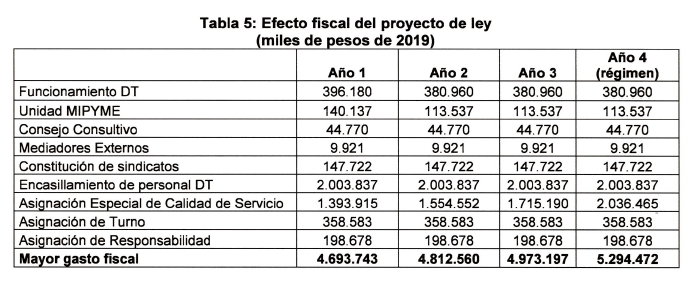 Tabla 5: Efecto fiscal del proyecto de ley
(miles de pesos de 2019)
Año 1 Año 2 Año 3 Año 4 (régimen)
Funcionamiento DT 396.180 380.960 380.960 380.960
Unidad MIPYME 140.137 113.537 113.537 113.537
Consejo Consultivo 44.770 44.770 44.770 44.770
Mediadores Externos 9.921 9.921 9.921 9.921
Constitución de sindicatos 147.722 147.722 147.722 147.722
Encasillamiento de personal DT 2.003.837 2.003.837 2.003.837 2.003.837
Asignación Especial de Calidad de Servicio 1.393.915 1.554.552 1.715.190 2.036.465
Asignación de Turno 358.583 358.583 358.583 358.583
Asignación de Responsabilidad 198.678 198.678 198.678 198.678
Mayor gasto fiscal 4.693.743 4.812.560 4.973.197 5.294.472